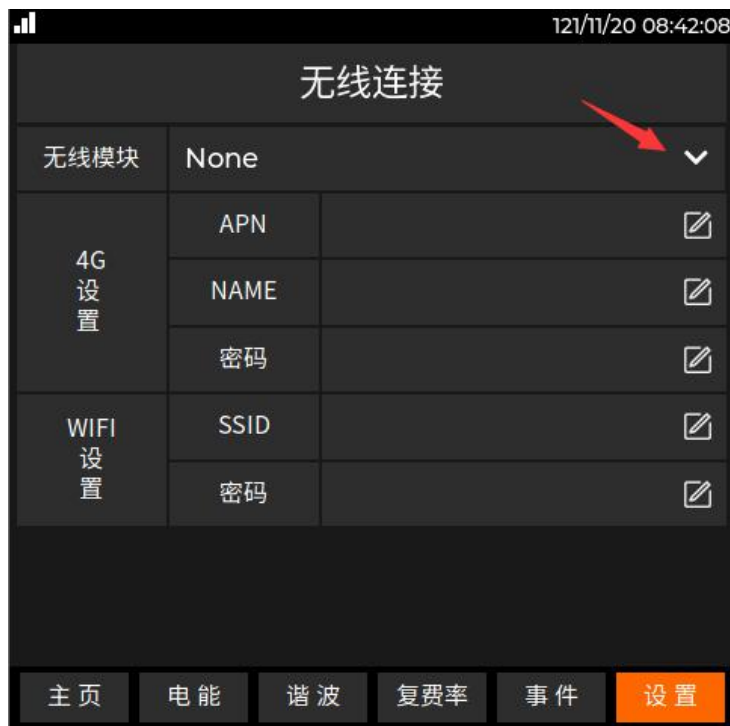 121/11/20 08:42:08
无线连接
无线模块 None
4G
设
置
APN
NAME
密码
WIFI
设
置
SSID
密码
主页 电能 谐波 复费率 事件 设置